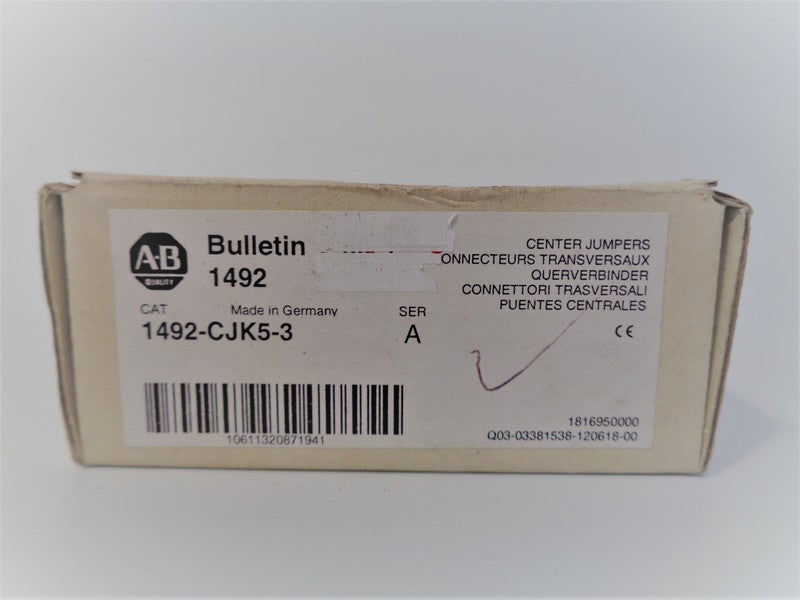 A-B
QUALITY
Bulletin
1492
CENTER JUMPERS
ONNECTEURS TRANSVERSAUX
QUERVERBINDER
CONNETTORI TRASVERSALI
PUENTES CENTRALES
CAT Made in Germany SER
1492-CJK5-3 A
CE
10611320871941
1816950000
Q03-03381538-120618-00